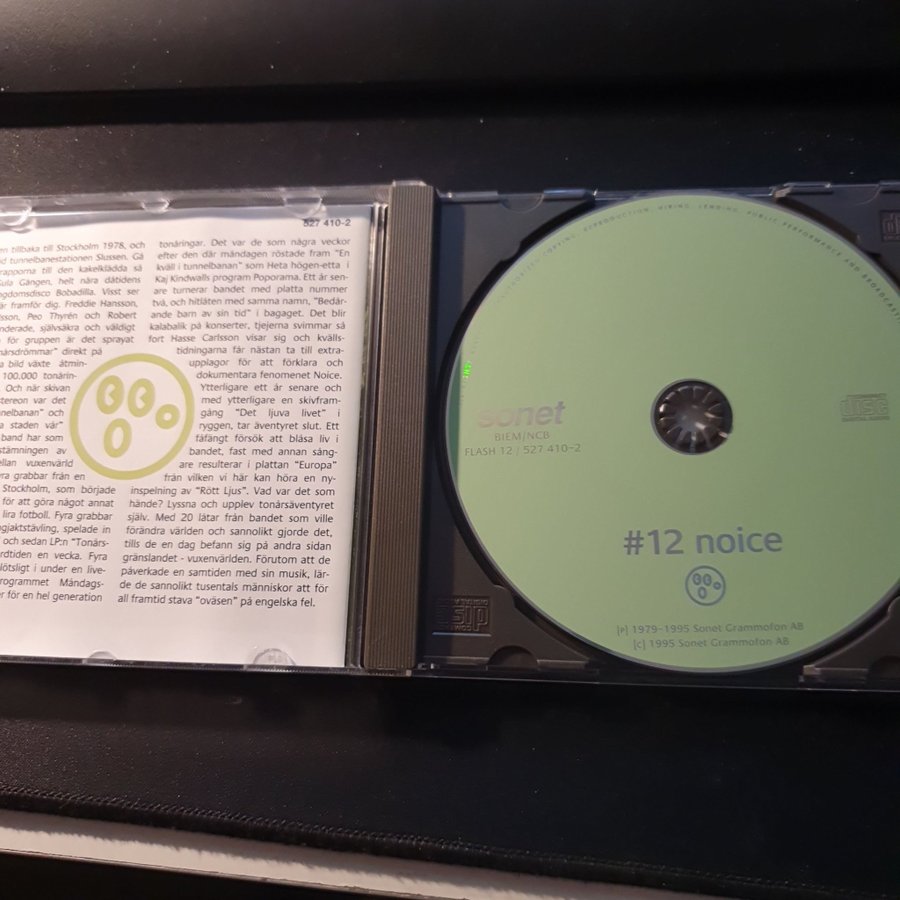 527 410-2
en tillbaka till Stockholm 1978, och
d tunnelbanestationen Slussen. Gå
rapporna till den kakelklädda så
Gula Gången, helt nära dåtidens
ngdomsdisco Bobadilla. Visst ser
är framför dig. Freddie Hansson,
sson, Peo Thyrén och Robert
nderade, självsäkra och väldigt
för gruppen är det sprayat
nårsdrömmar" direkt på
a bild växte åtmin-
100.000 tonårin-
Och när skivan
stereon var det
nnelbanan" och
a staden vår"
band har som
stämningen av
ellan vuxenvärld
yra grabbar från en
Stockholm, som började
för att göra något annat
lira fotboll. Fyra grabbar
ngjaktstävling, spelade in
och sedan LP:n "Tonårs-
rdtiden en vecka. Fyra
lötsligt i under en live-
rogrammet Måndags-
r för en hel generation
tonåringar. Det var de som några veckor
efter den där måndagen röstade fram "En
kväll i tunnelbanan" som Heta högen-etta i
Kaj Kindwalls program Poporama. Ett år sen-
are turnerar bandet med platta nummer
två, och hitlåten med samma namn, "Bedår-
ande barn av sin tid" i bagaget. Det blir
kalabalik på konserter, tjejerna svimmar så
fort Hasse Carlsson visar sig och kvälls-
tidningarna får nästan ta till extra-
upplagor för att förklara och
dokumentara fenomenet Noice.
Ytterligare ett år senare och
med ytterligare en skivfram-
gång "Det ljuva livet" i
ryggen, tar äventyret slut. Ett
fåfängt försök att blåsa liv i
bandet, fast med annan sång-
are resulterar i plattan "Europa"
från vilken vi här kan höra en ny-
inspelning av "Rött Ljus". Vad var det som
hände? Lyssna och upplev tonårsäventyret
själv. Med 20 låtar från bandet som ville
förändra världen och sannolikt gjorde det,
tills de en dag befann sig på andra sidan
gränslandet - vuxenvärlden. Förutom att de
påverkade en samtiden med sin musik, lär-
de de sannolikt tusentals människor att för
all framtid stava "oväsen" på engelska fel.
COPYING, REPRODUCTION, HIRING, LENDING, PUBLIC PERFORMANCE AND BROADCAST
sonet
BIEM/NCB
FLASH 12 / 527 410-2
disc
#12 noice
[P] 1979-1995 Sonet Grammofon AB
[C] 1995 Sonet Grammofon AB